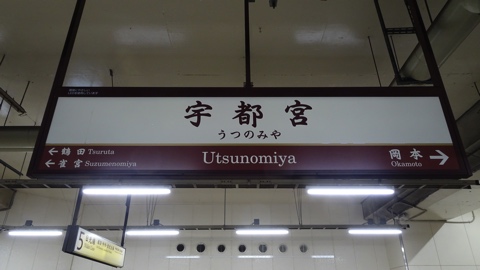 宇都宮
うつのみや
← 鶴田 Tsuruta
← 雀宮 Suzumenomiya
Utsunomiya
岡本 →
Okamoto
5